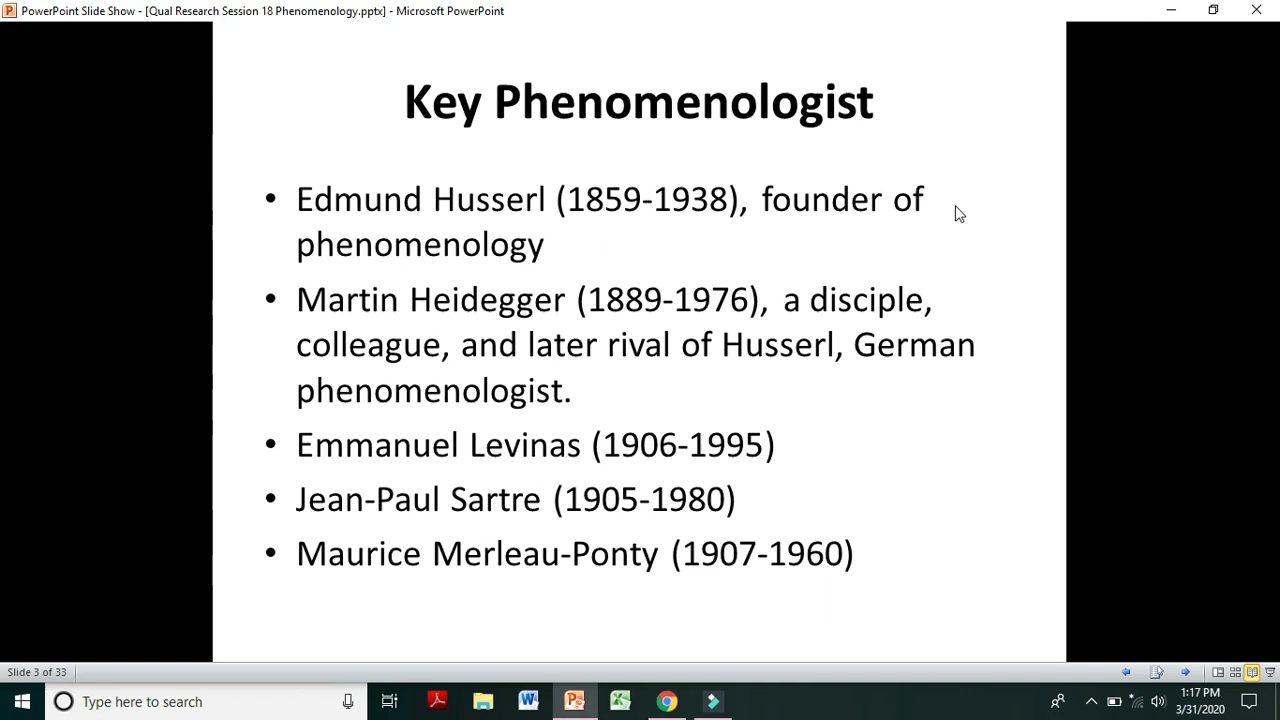 PowerPoint Slide Show - [Qual Research Session 18 Phenomenology.pptx] - Microsoft PowerPoint
Key Phenomenologist
• Edmund Husserl (1859-1938), founder of
phenomenology
• Martin Heidegger (1889-1976), a disciple,
colleague, and later rival of Husserl, German
phenomenologist.
• Emmanuel Levinas (1906-1995)
• Jean-Paul Sartre (1905-1980)
• Maurice Merleau-Ponty (1907-1960)
Slide 3 of 33
Type here to search
1:17 PM
3/31/2020